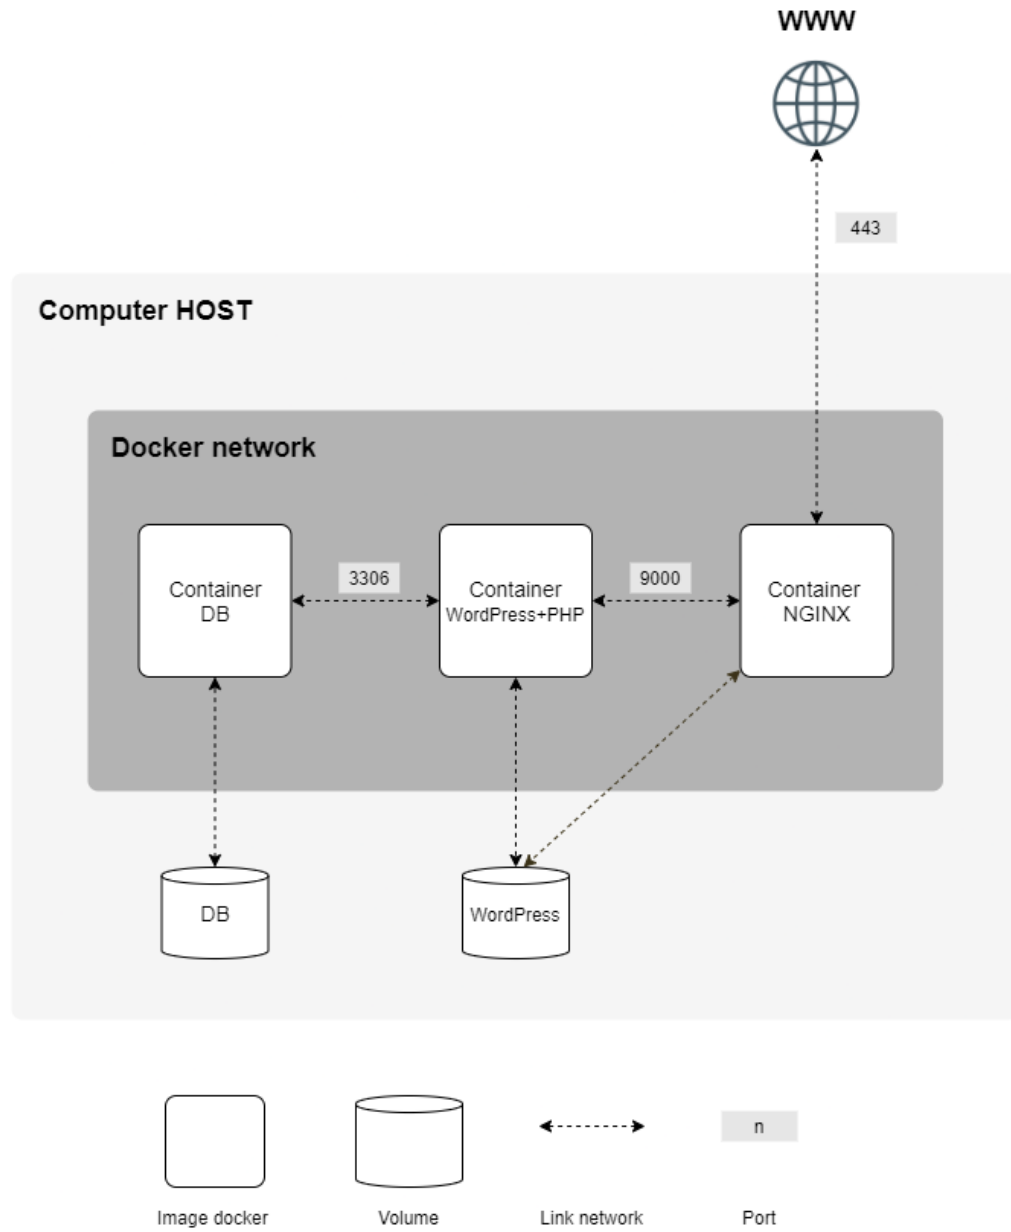 WWW
443
Computer HOST
Docker network
Container
DB
3306
Container
WordPress+PHP
9000
Container
NGINX
DB
WordPress
n
Image docker
Volume
Link network
Port